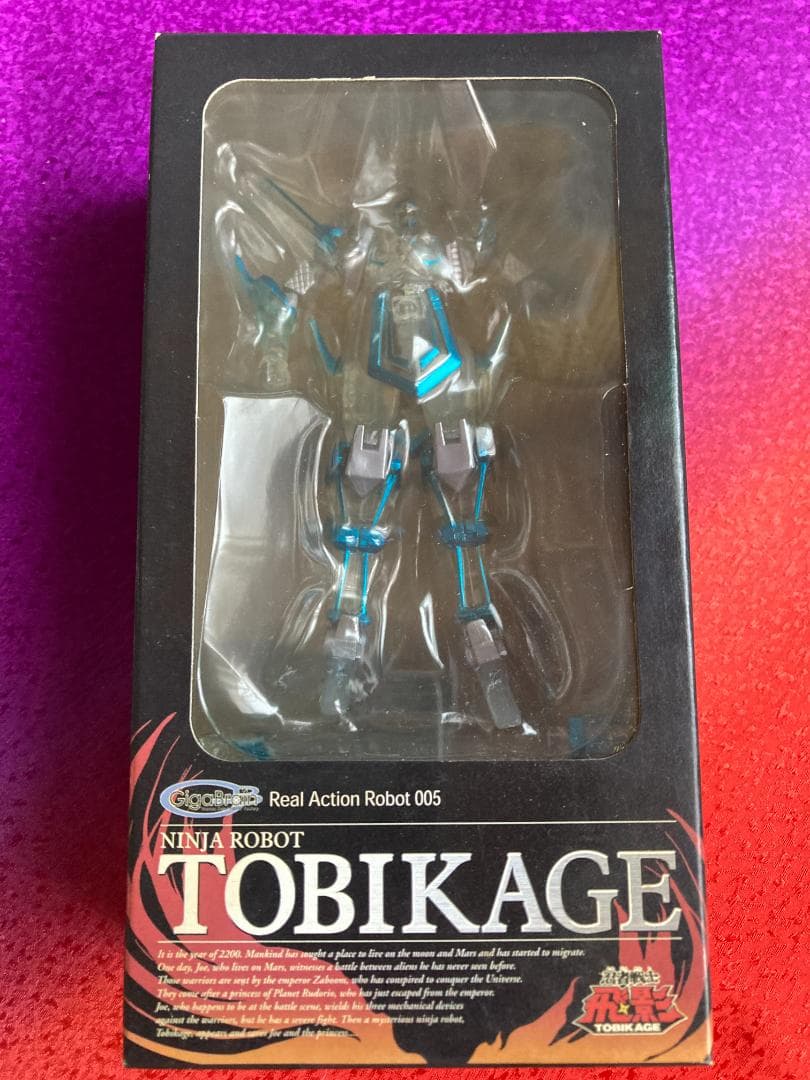 GigaBrain
Real Action Robot 005
NINJA ROBOT
TOBIKAGE
It is the year of 2200. Mankind has sought a place to live on the moon and Mars and has started to migrate.
One day, Joe, who lives on Mars, witnesses a battle between aliens he has never seen before.
Those warriors are sent by the emperor Zaboom, who has conspired to conquer the Universe.
They come after a princess of Planet Rudorio, who has just escaped from the emperor.
Joe, who happens to be at the battle scene, wields his three mechanical devices
against the warriors, but he has a severe fight. Then a mysterious ninja robot,
Tobikage, appears and saves Joe and the princess...
忍者戦士
飛影
TOBIKAGE